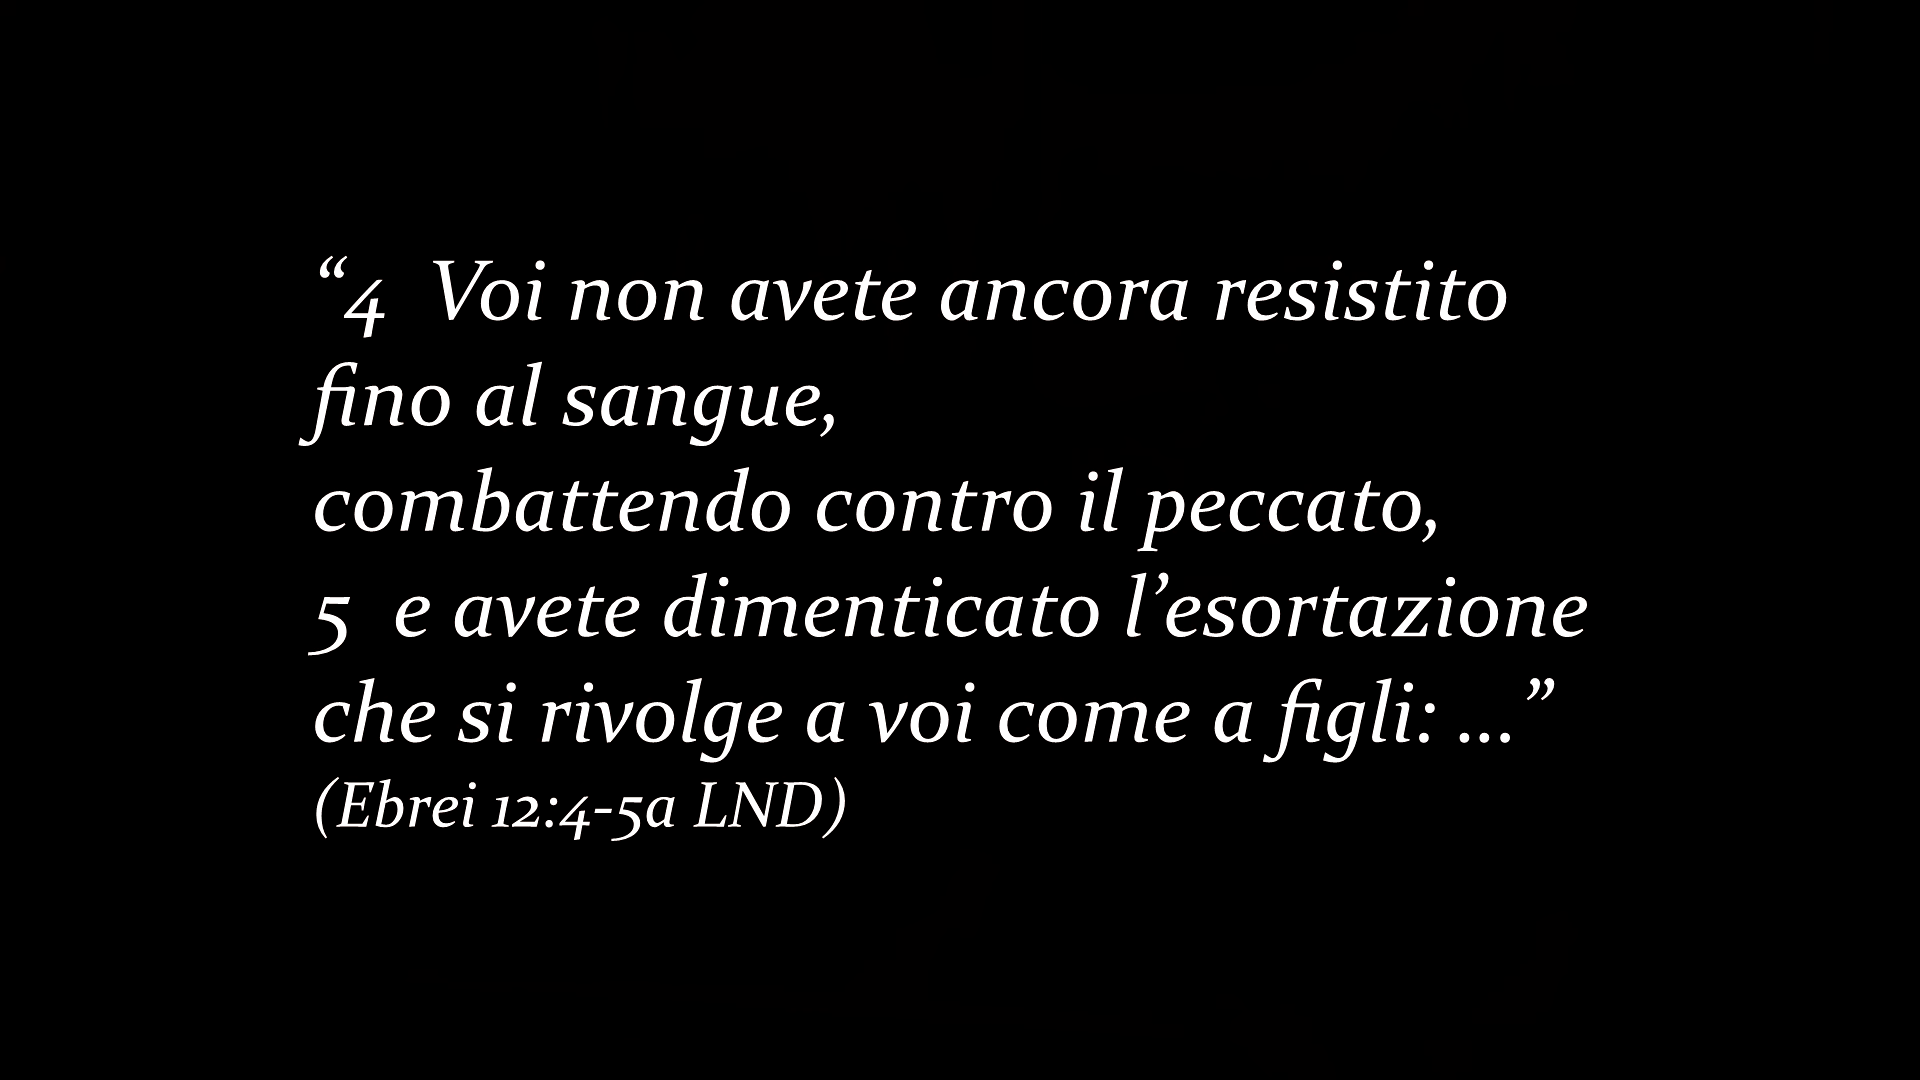 “4  Voi non avete ancora resistito
fino al sangue,
combattendo contro il peccato,
5  e avete dimenticato l’esortazione
che si rivolge a voi come a figli: ...”
(Ebrei 12:4-5a LND)